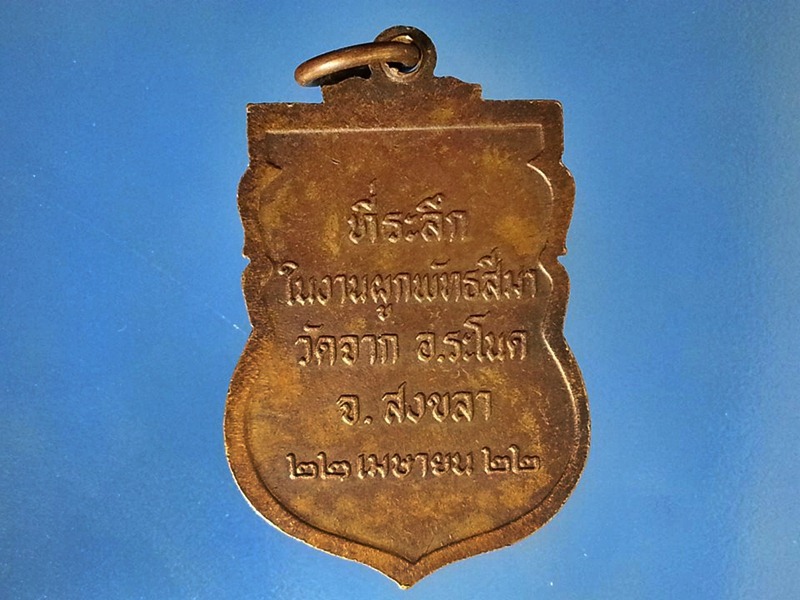 ที่ระลึก
ในงานผูกพัทธสีมา
วัดจาก อ.ระโนด
จ. สงขลา
๒๒ เมษายน ๒๒